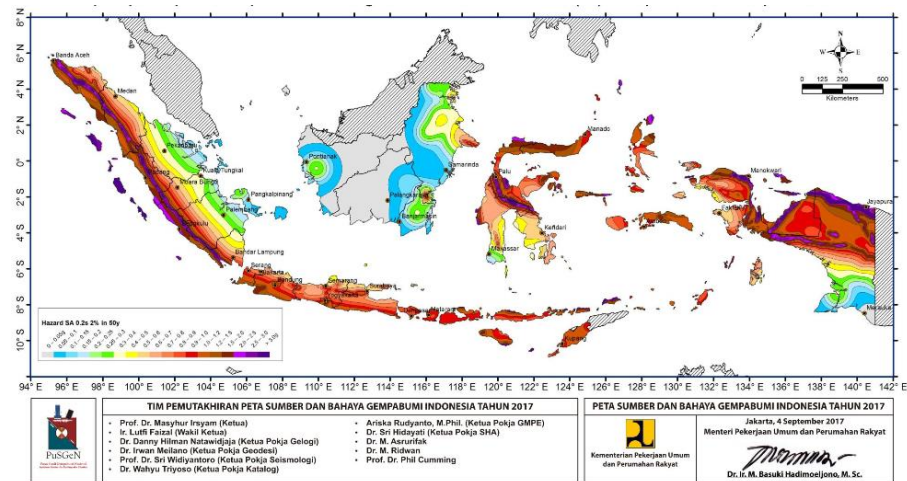 8°N
6°N
4°N
2°N
0°
2°S
4°S
6°S
8°S
10°S
Banda Aceh
Medan
Pekanbaru
Kuala Tungkal
Padang
Muara Bungo
Pangkalpinang
Palembang
Bengkulu
Bandar Lampung
Serang
Jakarta
Bandung
Semarang
Yogyakarta
Surabaya
Mataram
Kupang
Pontianak
Palangkaraya
Banjarmasin
Samarinda
Palu
Makassar
Kendari
Manado
Manokwari
Jayapura
Merauke
N
W E
S
0 125 250 500
Kilometers
Hazard SA 0.2s 2% in 50y
94°E 96°E 98°E 100°E 102°E 104°E 106°E 108°E 110°E 112°E 114°E 116°E 118°E 120°E 122°E 124°E 126°E 128°E 130°E 132°E 134°E 136°E 138°E 140°E 142°E
PuSGeN
TIM PEMUTAKHIRAN PETA SUMBER DAN BAHAYA GEMPABUMI INDONESIA TAHUN 2017
• Prof. Dr. Masyhur Irsyam (Ketua)
• Ir. Lutfi Faizal (Wakil Ketua)
• Dr. Danny Hilman Natawidjaja (Ketua Pokja Gelogi)
• Dr. Irwan Meilano (Ketua Pokja Geodesi)
• Prof. Dr. Sri Widiyantoro (Ketua Pokja Seismologi)
• Dr. Wahyu Triyoso (Ketua Pokja Katalog)
• Ariska Rudyanto, M.Phil. (Ketua Pokja GMPE)
• Dr. Sri Hidayati (Ketua Pokja SHA)
• Dr. M. Asrurifak
• Dr. M. Ridwan
• Prof. Dr. Phil Cumming
PETA SUMBER DAN BAHAYA GEMPABUMI INDONESIA TAHUN 2017
Kementerian Pekerjaan Umum
dan Perumahan Rakyat
Jakarta, 4 September 2017
Menteri Pekerjaan Umum dan Perumahan Rakyat
Dr. Ir. M. Basuki Hadimoeljono, M. Sc.